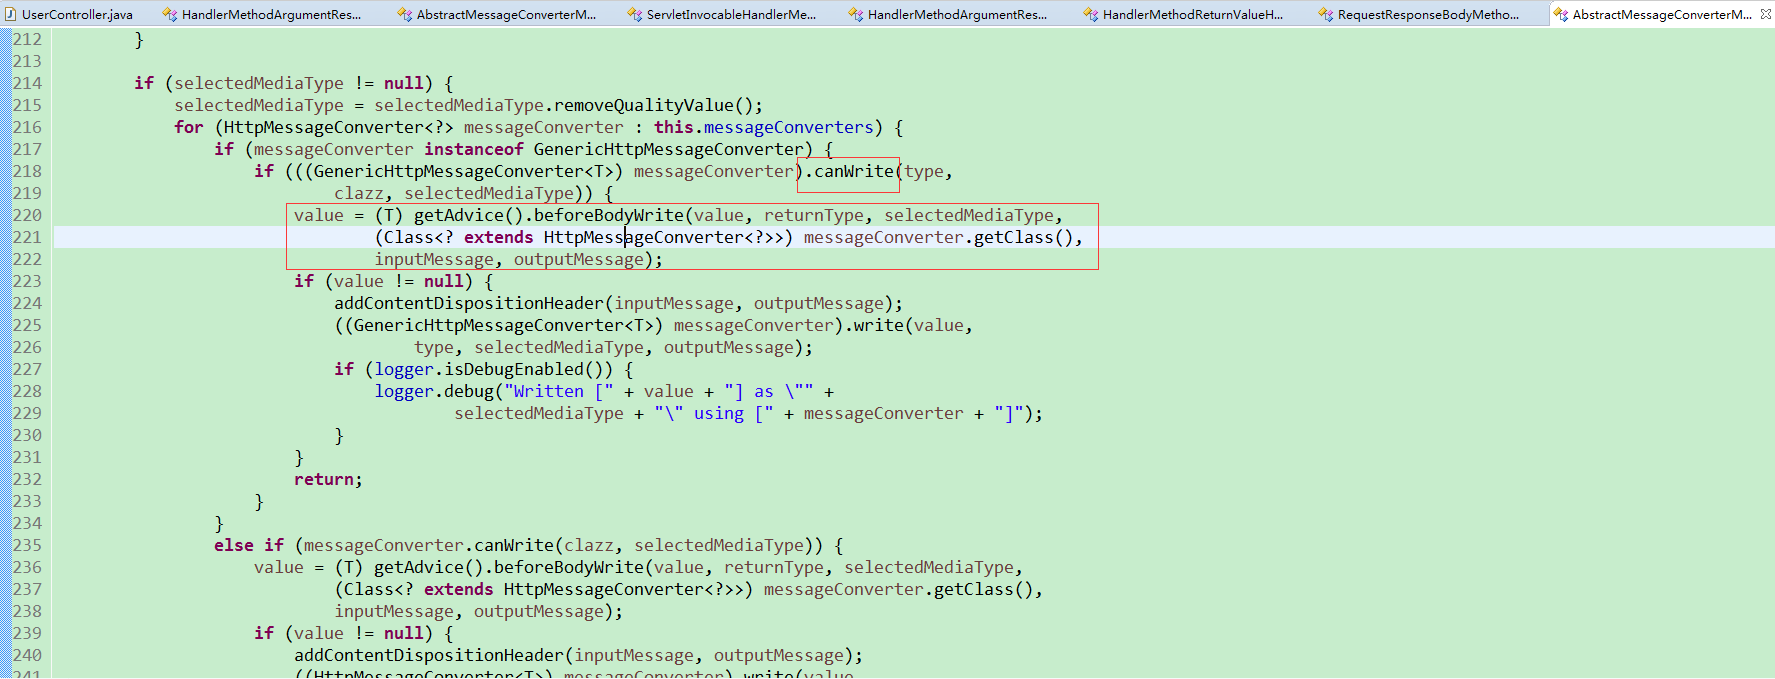 UserController.java HandlerMethodArgumentRes... AbstractMessageConverterM... ServletInvocableHandlerMe... HandlerMethodArgumentRes... HandlerMethodReturnValueH... RequestResponseBodyMetho... AbstractMessageConverterM...
212 }
213
214 if (selectedMediaType != null) {
215 selectedMediaType = selectedMediaType.removeQualityValue();
216 for (HttpMessageConverter<?> messageConverter : this.messageConverters) {
217 if (messageConverter instanceof GenericHttpMessageConverter) {
218 if (((GenericHttpMessageConverter<T>) messageConverter).canWrite(type,
219 clazz, selectedMediaType)) {
220 value = (T) getAdvice().beforeBodyWrite(value, returnType, selectedMediaType,
221 (Class<? extends HttpMessageConverter<?>>) messageConverter.getClass(),
222 inputMessage, outputMessage);
223 if (value != null) {
224 addContentDispositionHeader(inputMessage, outputMessage);
225 ((GenericHttpMessageConverter<T>) messageConverter).write(value,
226 type, selectedMediaType, outputMessage);
227 if (logger.isDebugEnabled()) {
228 logger.debug("Written [" + value + "] as \"" +
229 selectedMediaType + "\" using [" + messageConverter + "]");
230 }
231 }
232 return;
233 }
234 }
235 else if (messageConverter.canWrite(clazz, selectedMediaType)) {
236 value = (T) getAdvice().beforeBodyWrite(value, returnType, selectedMediaType,
237 (Class<? extends HttpMessageConverter<?>>) messageConverter.getClass(),
238 inputMessage, outputMessage);
239 if (value != null) {
240 addContentDispositionHeader(inputMessage, outputMessage);
241 ((HttpMessageConverter<T>) messageConverter).write(value,